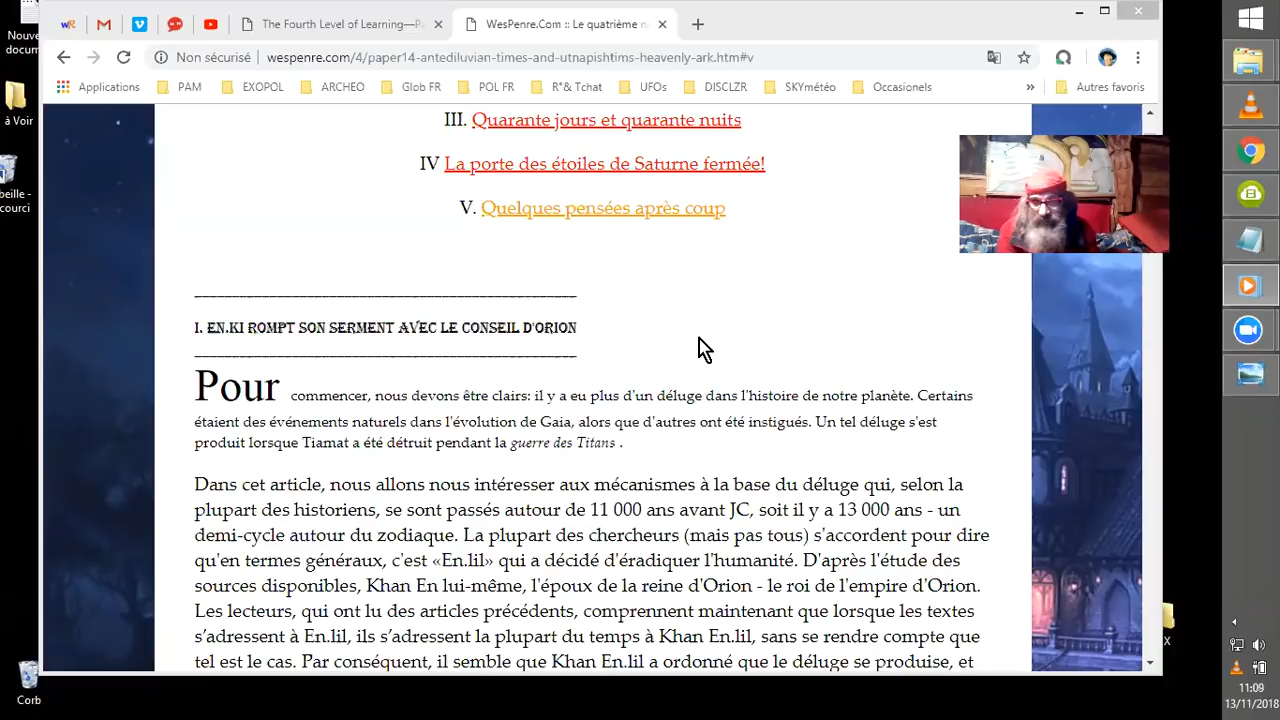 Nouve
docum
à Voir
beille -
courci
Corb
The Fourth Level of Learning—P
WesPenre.Com :: Le quatrième n
Non sécurisé
wespenre.com/4/paper14-antediluvian-times-and-utnapishtims-heavenly-ark.htm#v
Applications PAM EXOPOL ARCHEO Glob FR POL FR R*& Tchat UFOs DISCLZR SKYmétéo Occasionels » Autres favoris
III. Quarante jours et quarante nuits
IV La porte des étoiles de Saturne fermée!
V. Quelques pensées après coup
I. EN.KI ROMPT SON SERMENT AVEC LE CONSEIL D'ORION
Pour commencer, nous devons être clairs: il y a eu plus d'un déluge dans l'histoire de notre planète. Certains
étaient des événements naturels dans l'évolution de Gaia, alors que d'autres ont été instigués. Un tel déluge s'est
produit lorsque Tiamat a été détruit pendant la guerre des Titans .
Dans cet article, nous allons nous intéresser aux mécanismes à la base du déluge qui, selon la
plupart des historiens, se sont passés autour de 11 000 ans avant JC, soit il y a 13 000 ans - un
demi-cycle autour du zodiaque. La plupart des chercheurs (mais pas tous) s'accordent pour dire
qu'en termes généraux, c'est «En.lil» qui a décidé d'éradiquer l'humanité. D'après l'étude des
sources disponibles, Khan En lui-même, l'époux de la reine d'Orion - le roi de l'empire d'Orion.
Les lecteurs, qui ont lu des articles précédents, comprennent maintenant que lorsque les textes
s’adressent à En.lil, ils s’adressent la plupart du temps à Khan En.lil, sans se rendre compte que
tel est le cas. Par conséquent, il semble que Khan En.lil a ordonné que le déluge se produise, et
X
11:09
13/11/2018